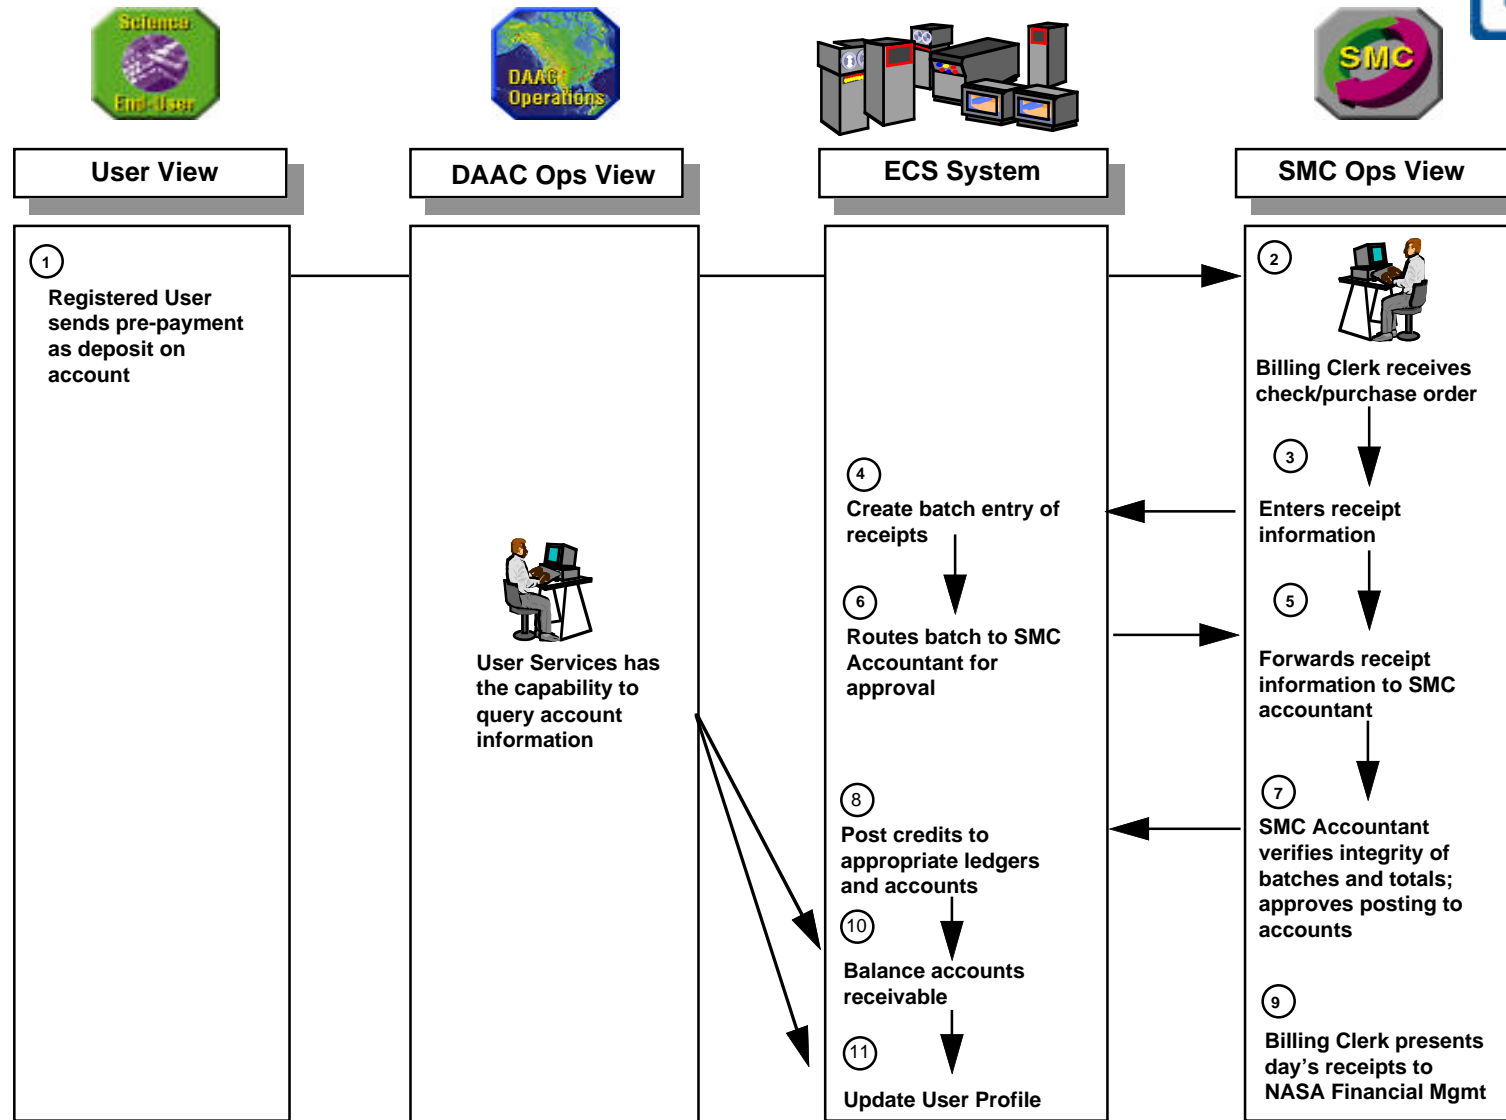 Science
End-User
DAAC
Operations
SMC
User View
DAAC Ops View
ECS System
SMC Ops View
1
Registered User
sends pre-payment
as deposit on
account
2
Billing Clerk receives
check/purchase order
3
Enters receipt
information
4
Create batch entry of
receipts
5
Forwards receipt
information to SMC
accountant
6
Routes batch to SMC
Accountant for
approval
User Services has
the capability to
query account
information
7
SMC Accountant
verifies integrity of
batches and totals;
approves posting to
accounts
8
Post credits to
appropriate ledgers
and accounts
9
Billing Clerk presents
day's receipts to
NASA Financial Mgmt
10
Balance accounts
receivable
11
Update User Profile